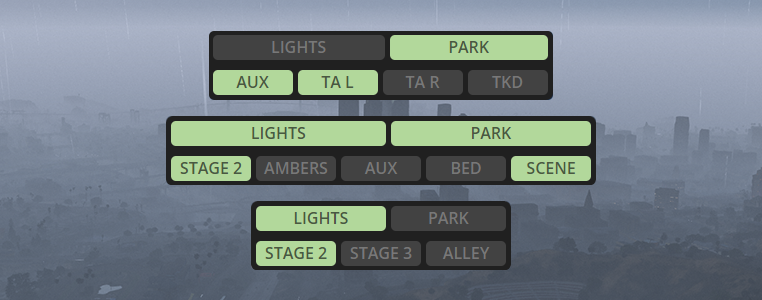 LIGHTS PARK
AUX TA L TA R TKD
LIGHTS PARK
STAGE 2 AMBERS AUX BED SCENE
LIGHTS PARK
STAGE 2 STAGE 3 ALLEY